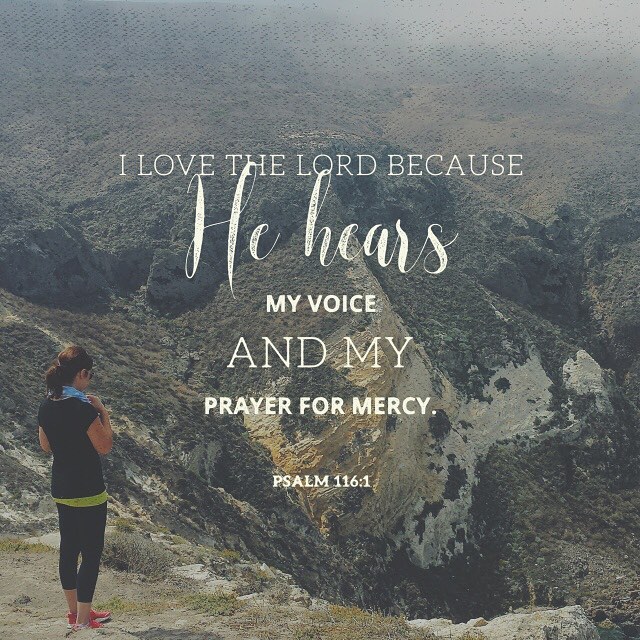 I LOVE THE LORD BECAUSE
He hears
MY VOICE
AND MY
PRAYER FOR MERCY.
PSALM 116:1